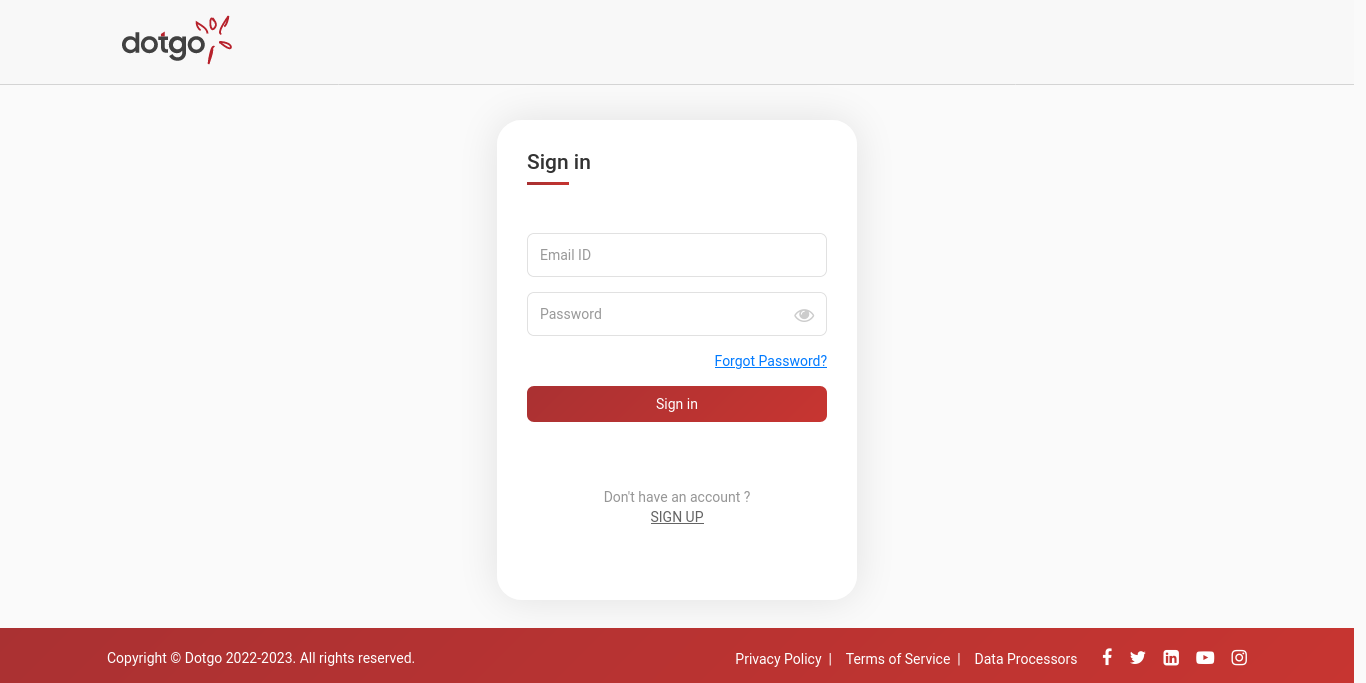 dotgo
Sign in
Email ID
Password
Forgot Password?
Sign in
Don't have an account ?
SIGN UP
Copyright © Dotgo 2022-2023. All rights reserved.
Privacy Policy | Terms of Service | Data Processors